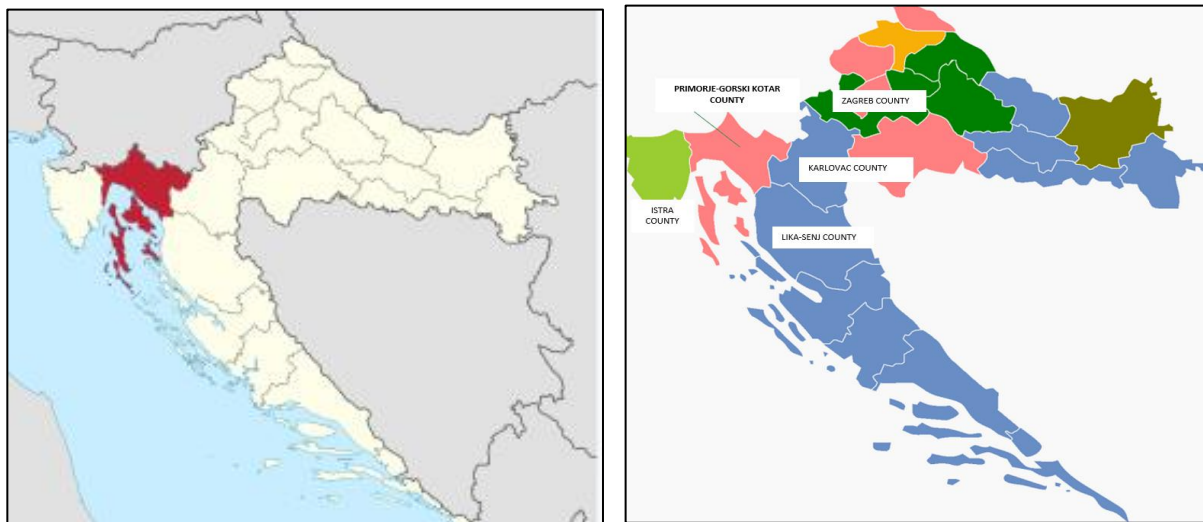 PRIMORJE-GORSKI KOTAR
COUNTY
ZAGREB COUNTY
KARLOVAC COUNTY
ISTRA
COUNTY
LIKA-SENJ COUNTY